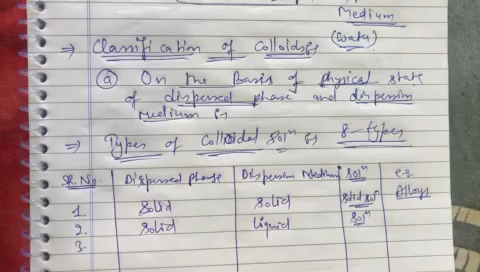 Medium
(Water)
⇒ Classification of Colloids:
ⓐ On the Basis of physical state
of dispersed phase and dispersion
Medium is
⇒ Types of Colloidal solⁿ is 8-types
Sr.No. Dispersed Phase Dispersion Medium solⁿ e.g.
1. Solid Solid solid solⁿ Alloys
2. Solid liquid solⁿ
3.